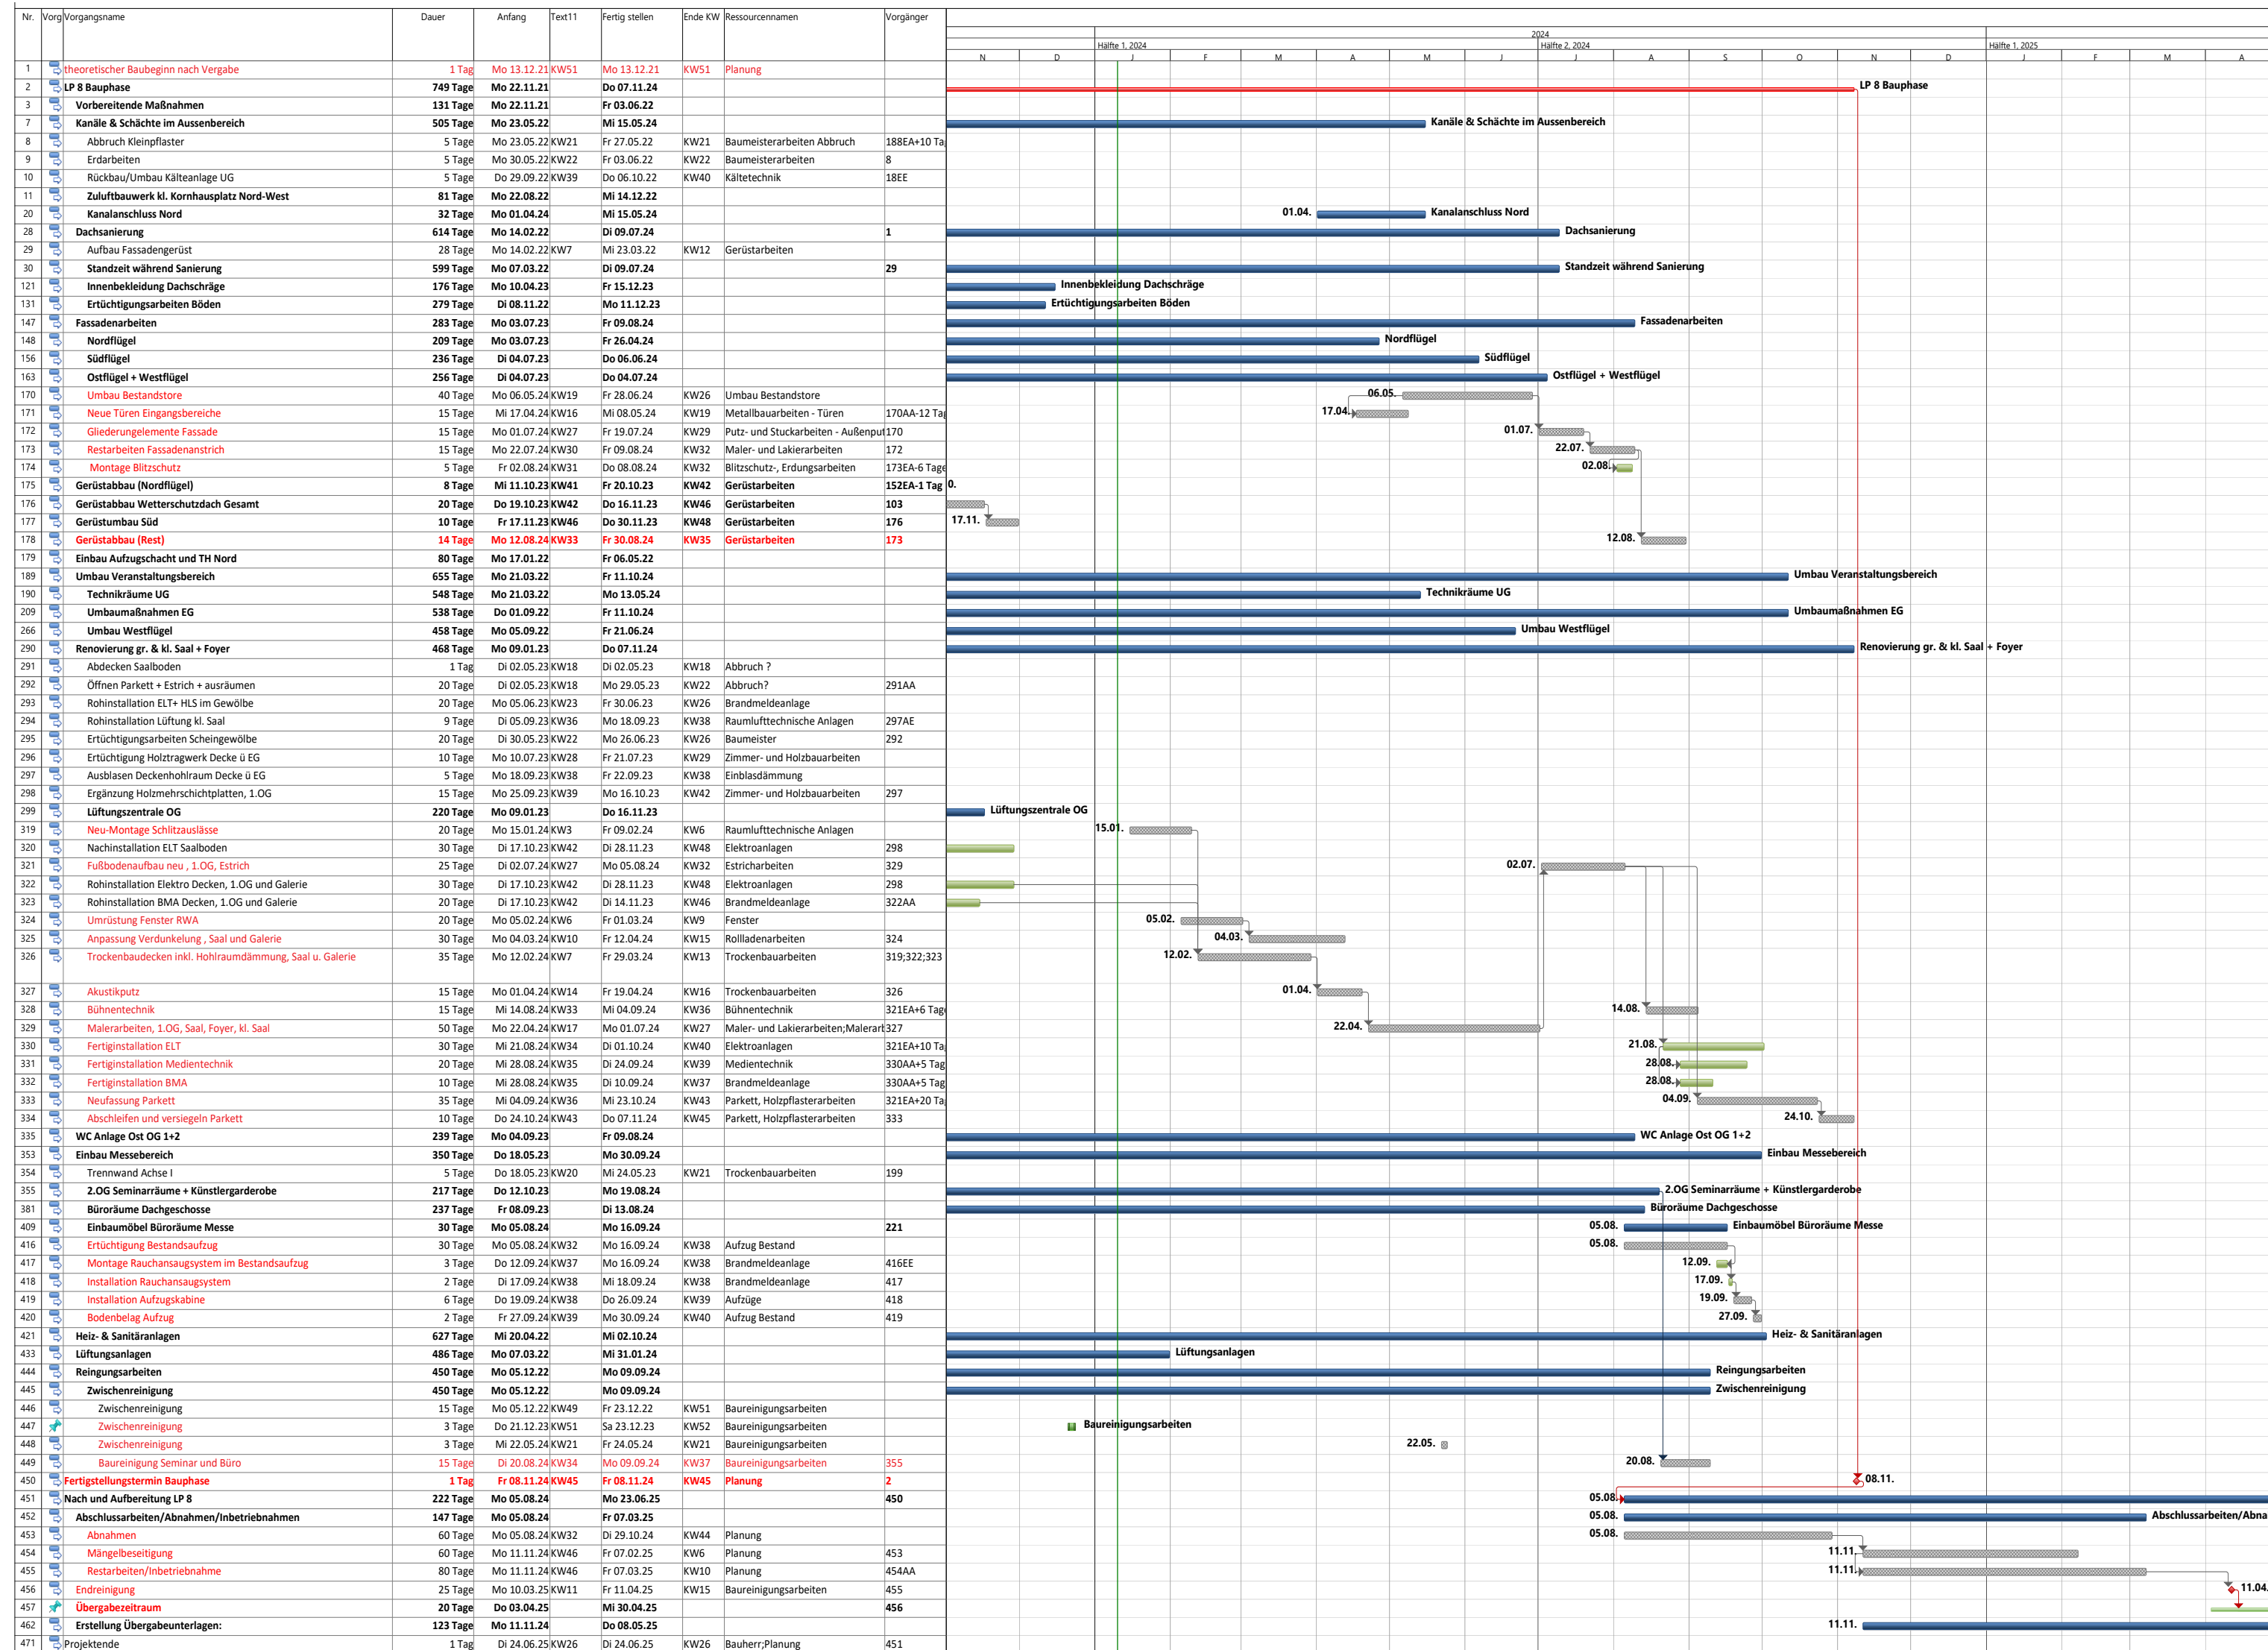 Nr. Vorg Vorgangsname Dauer Anfang Text11 Fertig stellen Ende KW Ressourcennamen Vorgänger
2024
Hälfte 1, 2024 Hälfte 2, 2024 Hälfte 1, 2025
N D J F M A M J J A S O N D J F M A
1 theoretischer Baubeginn nach Vergabe 1 Tag Mo 13.12.21 KW51 Mo 13.12.21 KW51 Planung
2 LP 8 Bauphase 749 Tage Mo 22.11.21 Do 07.11.24 LP 8 Bauphase
3 Vorbereitende Maßnahmen 131 Tage Mo 22.11.21 Fr 03.06.22
7 Kanäle & Schächte im Aussenbereich 505 Tage Mo 23.05.22 Mi 15.05.24 Kanäle & Schächte im Aussenbereich
8 Abbruch Kleinpflaster 5 Tage Mo 23.05.22 KW21 Fr 27.05.22 KW21 Baumeisterarbeiten Abbruch 188EA+10 Ta
9 Erdarbeiten 5 Tage Mo 30.05.22 KW22 Fr 03.06.22 KW22 Baumeisterarbeiten 8
10 Rückbau/Umbau Kälteanlage UG 5 Tage Do 29.09.22 KW39 Do 06.10.22 KW40 Kältetechnik 18EE
11 Zuluftbauwerk kl. Kornhausplatz Nord-West 81 Tage Mo 22.08.22 Mi 14.12.22
20 Kanalanschluss Nord 32 Tage Mo 01.04.24 Mi 15.05.24 01.04. Kanalanschluss Nord
28 Dachsanierung 614 Tage Mo 14.02.22 Di 09.07.24 1 Dachsanierung
29 Aufbau Fassadengerüst 28 Tage Mo 14.02.22 KW7 Mi 23.03.22 KW12 Gerüstarbeiten
30 Standzeit während Sanierung 599 Tage Mo 07.03.22 Di 09.07.24 29 Standzeit während Sanierung
121 Innenbekleidung Dachschräge 176 Tage Mo 10.04.23 Fr 15.12.23 Innenbekleidung Dachschräge
131 Ertüchtigungsarbeiten Böden 279 Tage Di 08.11.22 Mo 11.12.23 Ertüchtigungsarbeiten Böden
147 Fassadenarbeiten 283 Tage Mo 03.07.23 Fr 09.08.24 Fassadenarbeiten
148 Nordflügel 209 Tage Mo 03.07.23 Fr 26.04.24 Nordflügel
156 Südflügel 236 Tage Di 04.07.23 Do 06.06.24 Südflügel
163 Ostflügel + Westflügel 256 Tage Di 04.07.23 Do 04.07.24 Ostflügel + Westflügel
170 Umbau Bestandstore 40 Tage Mo 06.05.24 KW19 Fr 28.06.24 KW26 Umbau Bestandstore 06.05.
171 Neue Türen Eingangsbereiche 15 Tage Mi 17.04.24 KW16 Mi 08.05.24 KW19 Metallbauarbeiten - Türen 170AA-12 Tag 17.04.
172 Gliederungelemente Fassade 15 Tage Mo 01.07.24 KW27 Fr 19.07.24 KW29 Putz- und Stuckarbeiten - Außenput 170 01.07.
173 Restarbeiten Fassadenanstrich 15 Tage Mo 22.07.24 KW30 Fr 09.08.24 KW32 Maler- und Lakierarbeiten 172 22.07.
174 Montage Blitzschutz 5 Tage Fr 02.08.24 KW31 Do 08.08.24 KW32 Blitzschutz-, Erdungsarbeiten 173EA-6 Tage 02.08.
175 Gerüstabbau (Nordflügel) 8 Tage Mi 11.10.23 KW41 Fr 20.10.23 KW42 Gerüstarbeiten 152EA-1 Tag 0.
176 Gerüstabbau Wetterschutzdach Gesamt 20 Tage Do 19.10.23 KW42 Do 16.11.23 KW46 Gerüstarbeiten 103
177 Gerüstumbau Süd 10 Tage Fr 17.11.23 KW46 Do 30.11.23 KW48 Gerüstarbeiten 176 17.11.
178 Gerüstabbau (Rest) 14 Tage Mo 12.08.24 KW33 Fr 30.08.24 KW35 Gerüstarbeiten 173 12.08.
179 Einbau Aufzugschacht und TH Nord 80 Tage Mo 17.01.22 Fr 06.05.22
189 Umbau Veranstaltungsbereich 655 Tage Mo 21.03.22 Fr 11.10.24 Umbau Veranstaltungsbereich
190 Technikräume UG 548 Tage Mo 21.03.22 Mo 13.05.24 Technikräume UG
209 Umbaumaßnahmen EG 538 Tage Do 01.09.22 Fr 11.10.24 Umbaumaßnahmen EG
266 Umbau Westflügel 458 Tage Mo 05.09.22 Fr 21.06.24 Umbau Westflügel
290 Renovierung gr. & kl. Saal + Foyer 468 Tage Mo 09.01.23 Do 07.11.24 Renovierung gr. & kl. Saal + Foyer
291 Abdecken Saalboden 1 Tag Di 02.05.23 KW18 Di 02.05.23 KW18 Abbruch ?
292 Öffnen Parkett + Estrich + ausräumen 20 Tage Di 02.05.23 KW18 Mo 29.05.23 KW22 Abbruch? 291AA
293 Rohinstallation ELT+ HLS im Gewölbe 20 Tage Mo 05.06.23 KW23 Fr 30.06.23 KW26 Brandmeldeanlage
294 Rohinstallation Lüftung kl. Saal 9 Tage Di 05.09.23 KW36 Mo 18.09.23 KW38 Raumlufttechnische Anlagen 297AE
295 Ertüchtigungsarbeiten Scheingewölbe 20 Tage Di 30.05.23 KW22 Mo 26.06.23 KW26 Baumeister 292
296 Ertüchtigung Holztragwerk Decke ü EG 10 Tage Mo 10.07.23 KW28 Fr 21.07.23 KW29 Zimmer- und Holzbauarbeiten
297 Ausblasen Deckenhohlraum Decke ü EG 5 Tage Mo 18.09.23 KW38 Fr 22.09.23 KW38 Einblasdämmung
298 Ergänzung Holzmehrschichtplatten, 1.OG 15 Tage Mo 25.09.23 KW39 Mo 16.10.23 KW42 Zimmer- und Holzbauarbeiten 297
299 Lüftungszentrale OG 220 Tage Mo 09.01.23 Do 16.11.23 Lüftungszentrale OG
319 Neu-Montage Schlitzauslässe 20 Tage Mo 15.01.24 KW3 Fr 09.02.24 KW6 Raumlufttechnische Anlagen 15.01.
320 Nachinstallation ELT Saalboden 30 Tage Di 17.10.23 KW42 Di 28.11.23 KW48 Elektroanlagen 298
321 Fußbodenaufbau neu , 1.OG, Estrich 25 Tage Di 02.07.24 KW27 Mo 05.08.24 KW32 Estricharbeiten 329 02.07.
322 Rohinstallation Elektro Decken, 1.OG und Galerie 30 Tage Di 17.10.23 KW42 Di 28.11.23 KW48 Elektroanlagen 298
323 Rohinstallation BMA Decken, 1.OG und Galerie 20 Tage Di 17.10.23 KW42 Di 14.11.23 KW46 Brandmeldeanlage 322AA
324 Umrüstung Fenster RWA 20 Tage Mo 05.02.24 KW6 Fr 01.03.24 KW9 Fenster 05.02.
325 Anpassung Verdunkelung , Saal und Galerie 30 Tage Mo 04.03.24 KW10 Fr 12.04.24 KW15 Rollladenarbeiten 324 04.03.
326 Trockenbaudecken inkl. Hohlraumdämmung, Saal u. Galerie 35 Tage Mo 12.02.24 KW7 Fr 29.03.24 KW13 Trockenbauarbeiten 319;322;323 12.02.
327 Akustikputz 15 Tage Mo 01.04.24 KW14 Fr 19.04.24 KW16 Trockenbauarbeiten 326 01.04.
328 Bühnentechnik 15 Tage Mi 14.08.24 KW33 Mi 04.09.24 KW36 Bühnentechnik 321EA+6 Tag 14.08.
329 Malerarbeiten, 1.OG, Saal, Foyer, kl. Saal 50 Tage Mo 22.04.24 KW17 Mo 01.07.24 KW27 Maler- und Lakierarbeiten;Malerart 327 22.04.
330 Fertiginstallation ELT 30 Tage Mi 21.08.24 KW34 Di 01.10.24 KW40 Elektroanlagen 321EA+10 Ta 21.08.
331 Fertiginstallation Medientechnik 20 Tage Mi 28.08.24 KW35 Di 24.09.24 KW39 Medientechnik 330AA+5 Tag 28.08.
332 Fertiginstallation BMA 10 Tage Mi 28.08.24 KW35 Di 10.09.24 KW37 Brandmeldeanlage 330AA+5 Tag 28.08.
333 Neufassung Parkett 35 Tage Mi 04.09.24 KW36 Mi 23.10.24 KW43 Parkett, Holzpflasterarbeiten 321EA+20 Ta 04.09.
334 Abschleifen und versiegeln Parkett 10 Tage Do 24.10.24 KW43 Do 07.11.24 KW45 Parkett, Holzpflasterarbeiten 333 24.10.
335 WC Anlage Ost OG 1+2 239 Tage Mo 04.09.23 Fr 09.08.24 WC Anlage Ost OG 1+2
353 Einbau Messebereich 350 Tage Do 18.05.23 Mo 30.09.24 Einbau Messebereich
354 Trennwand Achse I 5 Tage Do 18.05.23 KW20 Mi 24.05.23 KW21 Trockenbauarbeiten 199
355 2.OG Seminarräume + Künstlergarderobe 217 Tage Do 12.10.23 Mo 19.08.24 2.OG Seminarräume + Künstlergarderobe
381 Büroräume Dachgeschosse 237 Tage Fr 08.09.23 Di 13.08.24 Büroräume Dachgeschosse
409 Einbaumöbel Büroräume Messe 30 Tage Mo 05.08.24 Mo 16.09.24 221 05.08. Einbaumöbel Büroräume Messe
416 Ertüchtigung Bestandsaufzug 30 Tage Mo 05.08.24 KW32 Mo 16.09.24 KW38 Aufzug Bestand 05.08.
417 Montage Rauchansaugsystem im Bestandsaufzug 3 Tage Do 12.09.24 KW37 Mo 16.09.24 KW38 Brandmeldeanlage 416EE 12.09.
418 Installation Rauchansaugsystem 2 Tage Di 17.09.24 KW38 Mi 18.09.24 KW38 Brandmeldeanlage 417 17.09.
419 Installation Aufzugskabine 6 Tage Do 19.09.24 KW38 Do 26.09.24 KW39 Aufzüge 418 19.09.
420 Bodenbelag Aufzug 2 Tage Fr 27.09.24 KW39 Mo 30.09.24 KW40 Aufzug Bestand 419 27.09.
421 Heiz- & Sanitäranlagen 627 Tage Mi 20.04.22 Mi 02.10.24 Heiz- & Sanitäranlagen
433 Lüftungsanlagen 486 Tage Mo 07.03.22 Mi 31.01.24 Lüftungsanlagen
444 Reingungsarbeiten 450 Tage Mo 05.12.22 Mo 09.09.24 Reingungsarbeiten
445 Zwischenreinigung 450 Tage Mo 05.12.22 Mo 09.09.24 Zwischenreinigung
446 Zwischenreinigung 15 Tage Mo 05.12.22 KW49 Fr 23.12.22 KW51 Baureinigungsarbeiten
447 Zwischenreinigung 3 Tage Do 21.12.23 KW51 Sa 23.12.23 KW52 Baureinigungsarbeiten Baureinigungsarbeiten
448 Zwischenreinigung 3 Tage Mi 22.05.24 KW21 Fr 24.05.24 KW21 Baureinigungsarbeiten 22.05.
449 Baureinigung Seminar und Büro 15 Tage Di 20.08.24 KW34 Mo 09.09.24 KW37 Baureinigungsarbeiten 355 20.08.
450 Fertigstellungstermin Bauphase 1 Tag Fr 08.11.24 KW45 Fr 08.11.24 KW45 Planung 2 08.11.
451 Nach und Aufbereitung LP 8 222 Tage Mo 05.08.24 Mo 23.06.25 450 05.08.
452 Abschlussarbeiten/Abnahmen/Inbetriebnahmen 147 Tage Mo 05.08.24 Fr 07.03.25 05.08. Abschlussarbeiten/Abna
453 Abnahmen 60 Tage Mo 05.08.24 KW32 Di 29.10.24 KW44 Planung 05.08.
454 Mängelbeseitigung 60 Tage Mo 11.11.24 KW46 Fr 07.02.25 KW6 Planung 453 11.11.
455 Restarbeiten/Inbetriebnahme 80 Tage Mo 11.11.24 KW46 Fr 07.03.25 KW10 Planung 454AA 11.11.
456 Endreinigung 25 Tage Mo 10.03.25 KW11 Fr 11.04.25 KW15 Baureinigungsarbeiten 455 11.04.
457 Übergabezeitraum 20 Tage Do 03.04.25 Mi 30.04.25 456
462 Erstellung Übergabeunterlagen: 123 Tage Mo 11.11.24 Do 08.05.25 11.11.
471 Projektende 1 Tag Di 24.06.25 KW26 Di 24.06.25 KW26 Bauherr;Planung 451